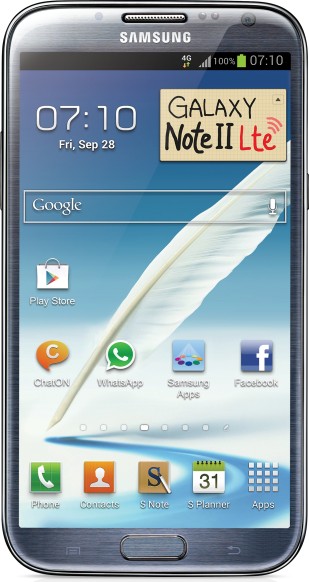 SAMSUNG
4G 100% 07:10
07:10
Fri, Sep 28
GALAXY
Note II Lte
Google
Play Store
ChatON WhatsApp Samsung Apps Facebook
Phone Contacts S Note S Planner Apps
31